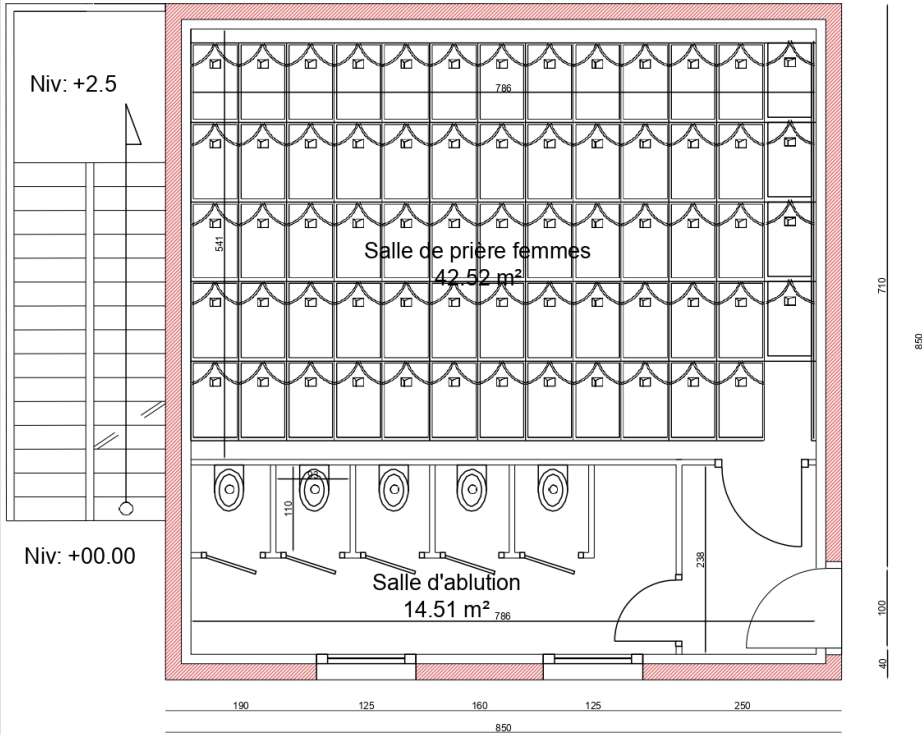 Niv: +2.5
786
541
Salle de prière femmes
42.52 m²
710
850
93
110
238
Niv: +00.00
Salle d'ablution
14.51 m²
786
100
40
190
125
160
125
250
850